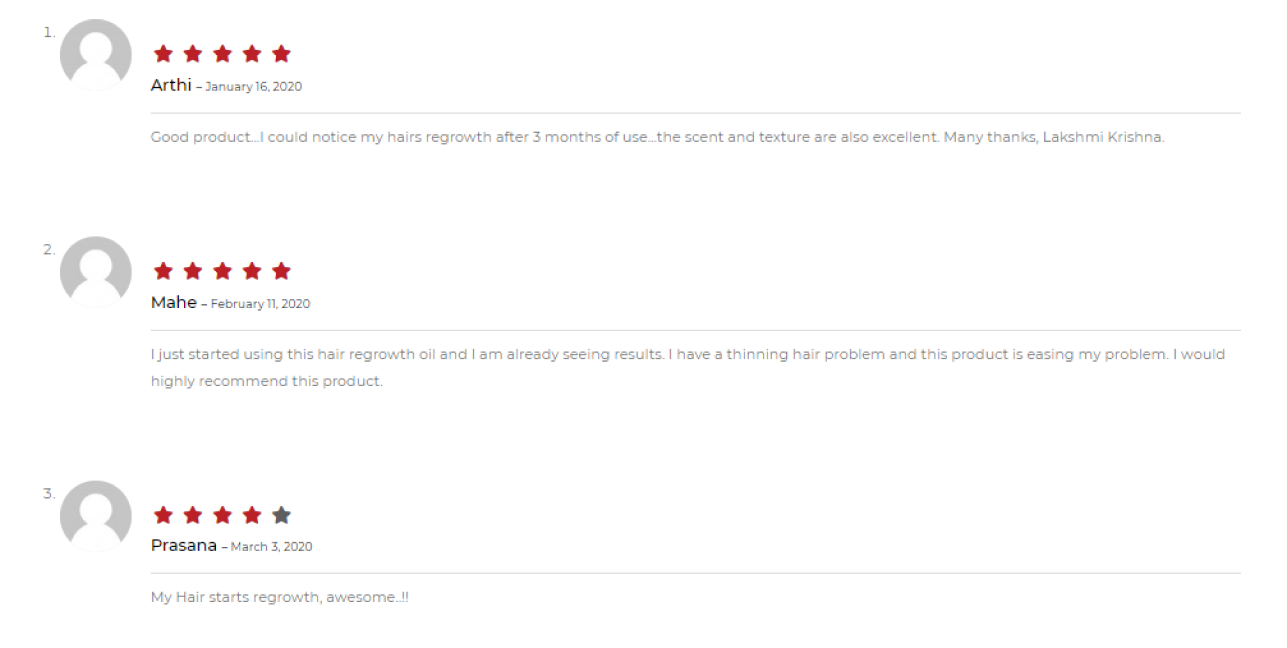 1.
Arthi – January 16, 2020
Good product...I could notice my hairs regrowth after 3 months of use...the scent and texture are also excellent. Many thanks, Lakshmi Krishna.
2.
Mahe – February 11, 2020
I just started using this hair regrowth oil and I am already seeing results. I have a thinning hair problem and this product is easing my problem. I would
highly recommend this product.
3.
Prasana – March 3, 2020
My Hair starts regrowth, awesome..!!